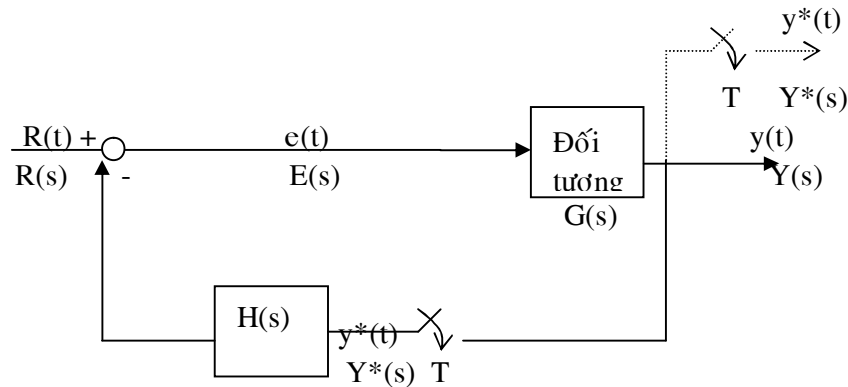 y*(t)
T
Y*(s)
R(t) +
e(t)
Đối
tương
y(t)
R(s)
-
E(s)
Y(s)
G(s)
H(s)
y*(t)
Y*(s)
T